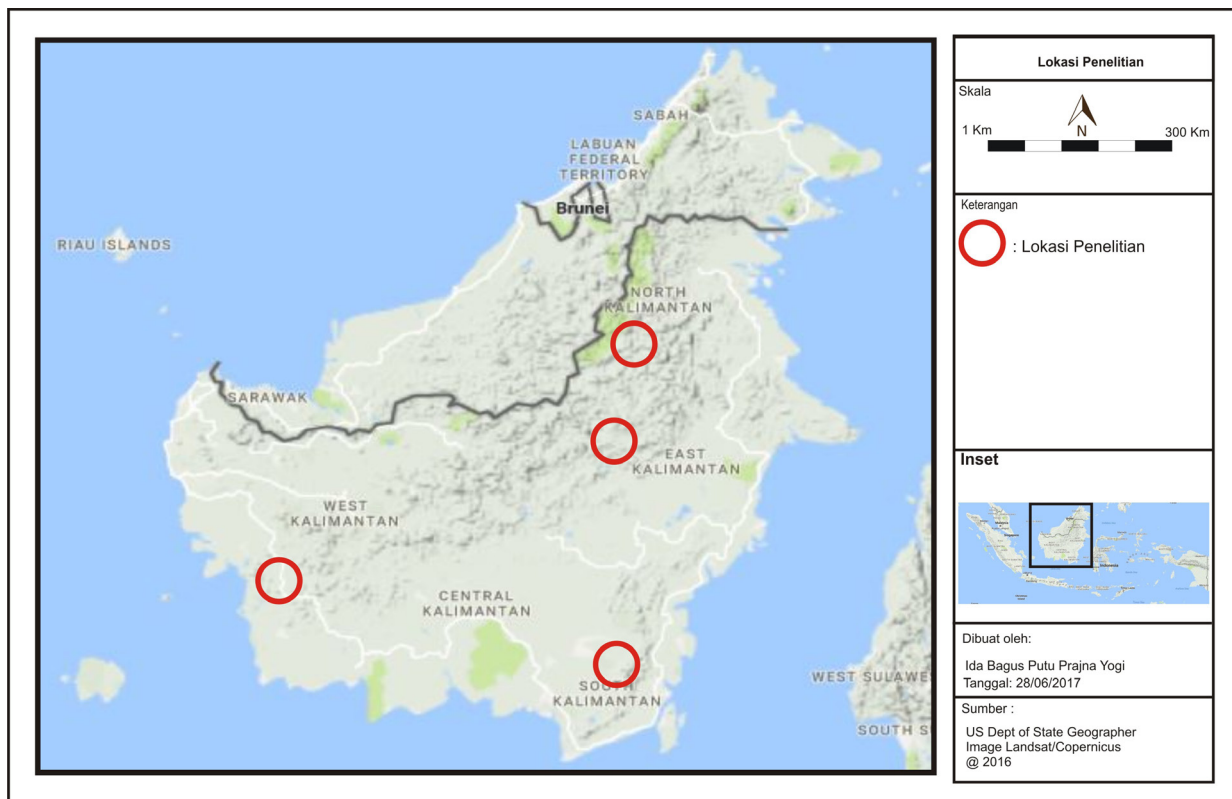 SABAH
LABUAN
FEDERAL
TERRITORY
Brunei
RIAU ISLANDS
NORTH
KALIMANTAN
SARAWAK
EAST
KALIMANTAN
WEST
KALIMANTAN
CENTRAL
KALIMANTAN
SOUTH
KALIMANTAN
WEST SULAWE
SOUTH S
Lokasi Penelitian
Skala
1 Km
N
300 Km
Keterangan
: Lokasi Penelitian
Inset
Dibuat oleh:
Ida Bagus Putu Prajna Yogi
Tanggal: 28/06/2017
Sumber :
US Dept of State Geographer
Image Landsat/Copernicus
@ 2016